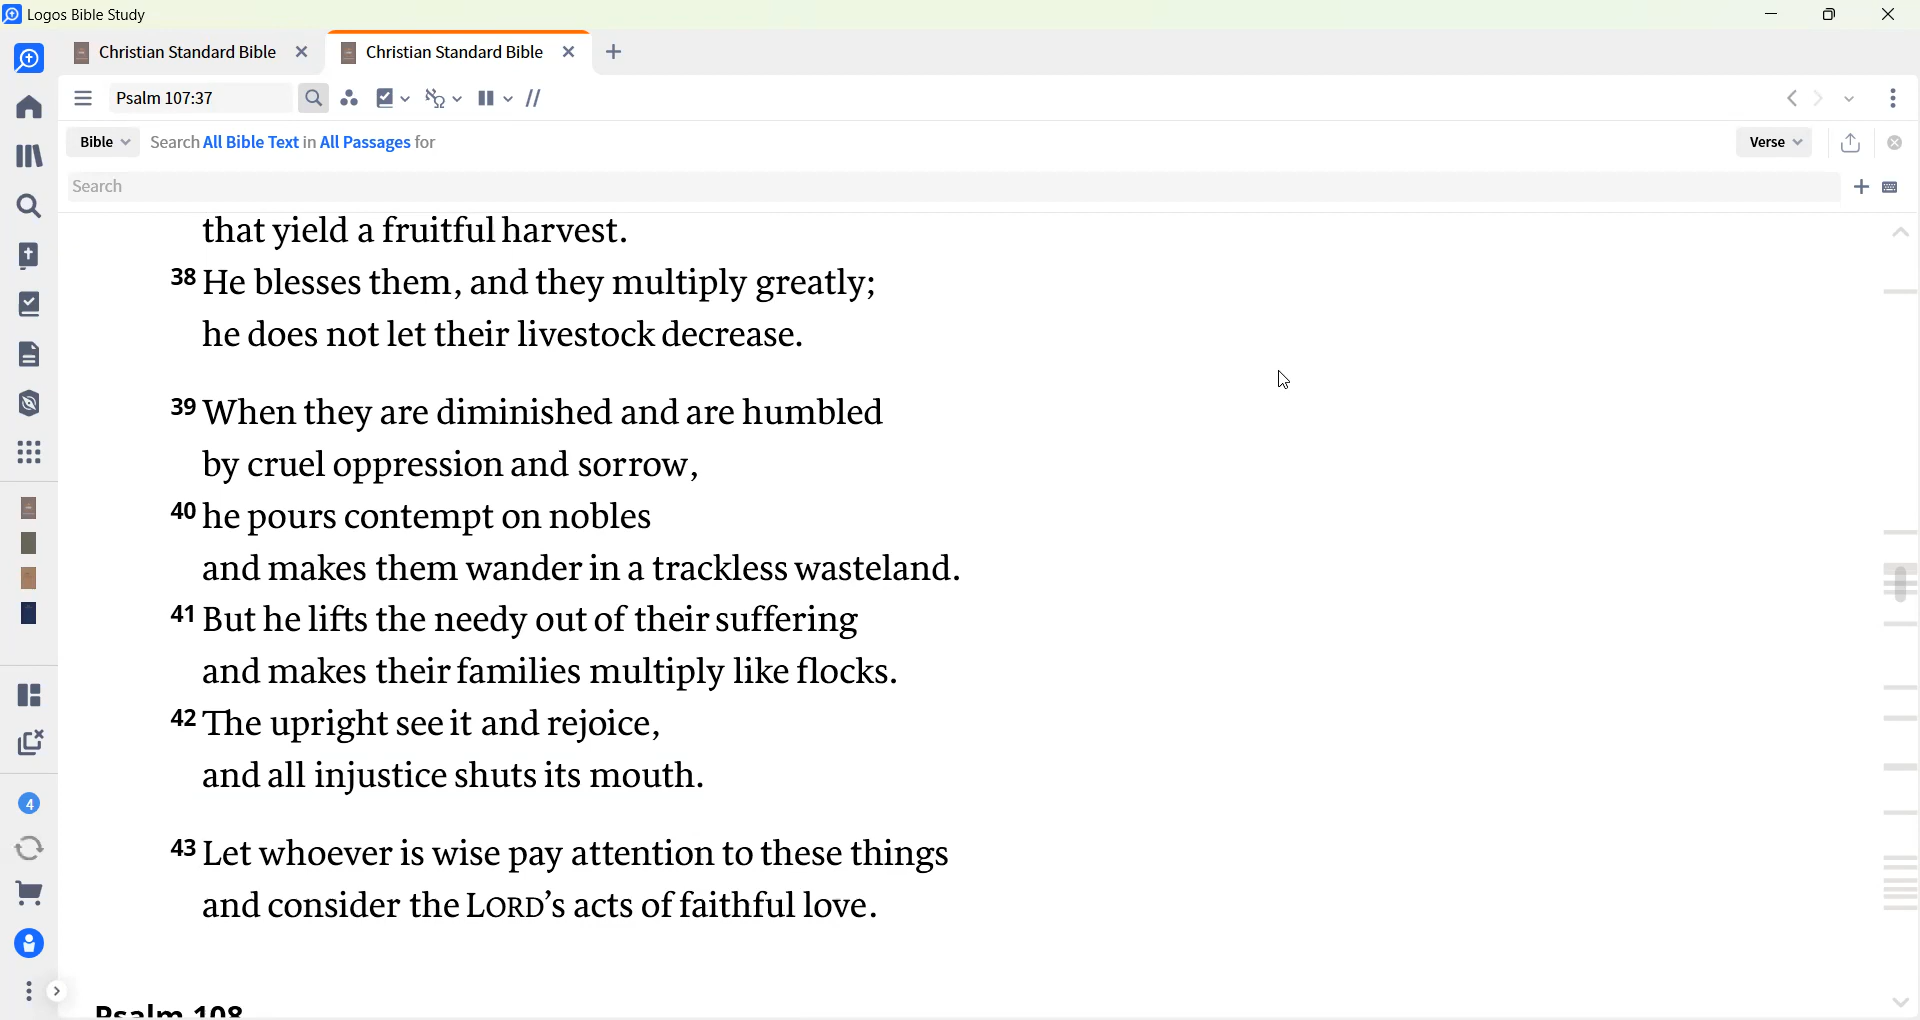 Logos Bible Study
Christian Standard Bible
Christian Standard Bible
Psalm 107:37
Bible Search All Bible Text in All Passages for
Verse
Search
that yield a fruitful harvest.
38 He blesses them, and they multiply greatly;
he does not let their livestock decrease.
39 When they are diminished and are humbled
by cruel oppression and sorrow,
40 he pours contempt on nobles
and makes them wander in a trackless wasteland.
41 But he lifts the needy out of their suffering
and makes their families multiply like flocks.
42 The upright see it and rejoice,
and all injustice shuts its mouth.
4
43 Let whoever is wise pay attention to these things
and consider the LORD’s acts of faithful love.
Psalm 108